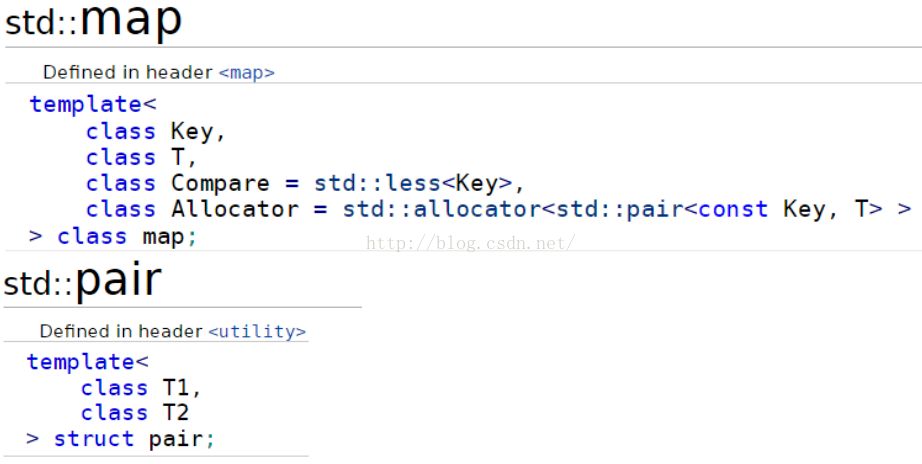 std::map
Defined in header <map>
template<
    class Key,
    class T,
    class Compare = std::less<Key>,
    class Allocator = std::allocator<std::pair<const Key, T> >
> class map;
http://blog.csdn.net/
std::pair
Defined in header <utility>
template<
    class T1,
    class T2
> struct pair;